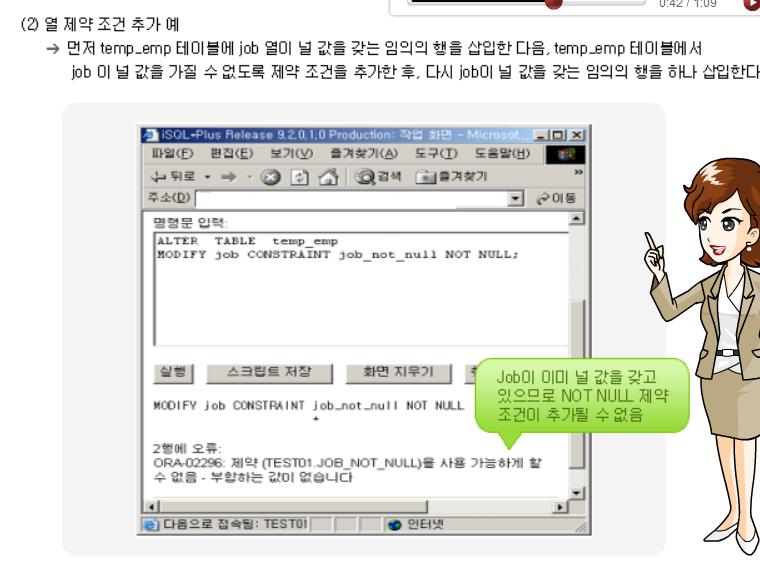 0:42 / 1:09
(2) 열 제약 조건 추가 예
→ 먼저 temp_emp 테이블에 job 열이 널 값을 갖는 임의의 행을 삽입한 다음, temp_emp 테이블에서
job 이 널 값을 가질 수 없도록 제약 조건을 추가한 후, 다시 job이 널 값을 갖는 임의의 행을 하나 삽입한다
iSQL*Plus Release 9.2.0.1.0 Production: 작업 화면 - Microsof...
파일(F) 편집(E) 보기(V) 즐겨찾기(A) 도구(T) 도움말(H)
뒤로 검색 즐겨찾기 »
주소(D) 이동
명령문 입력:
ALTER TABLE temp_emp
MODIFY job CONSTRAINT job_not_null NOT NULL;
실행 스크립트 저장 화면 지우기
Job이 이미 널 값을 갖고
있으므로 NOT NULL 제약
조건이 추가될 수 없음
MODIFY job CONSTRAINT job_not_null NOT NULL
*
2행에 오류:
ORA-02296: 제약 (TEST01.JOB_NOT_NULL)을 사용 가능하게 할
수 없음 - 부합하는 값이 없습니다
다음으로 접속됨: TEST01 인터넷